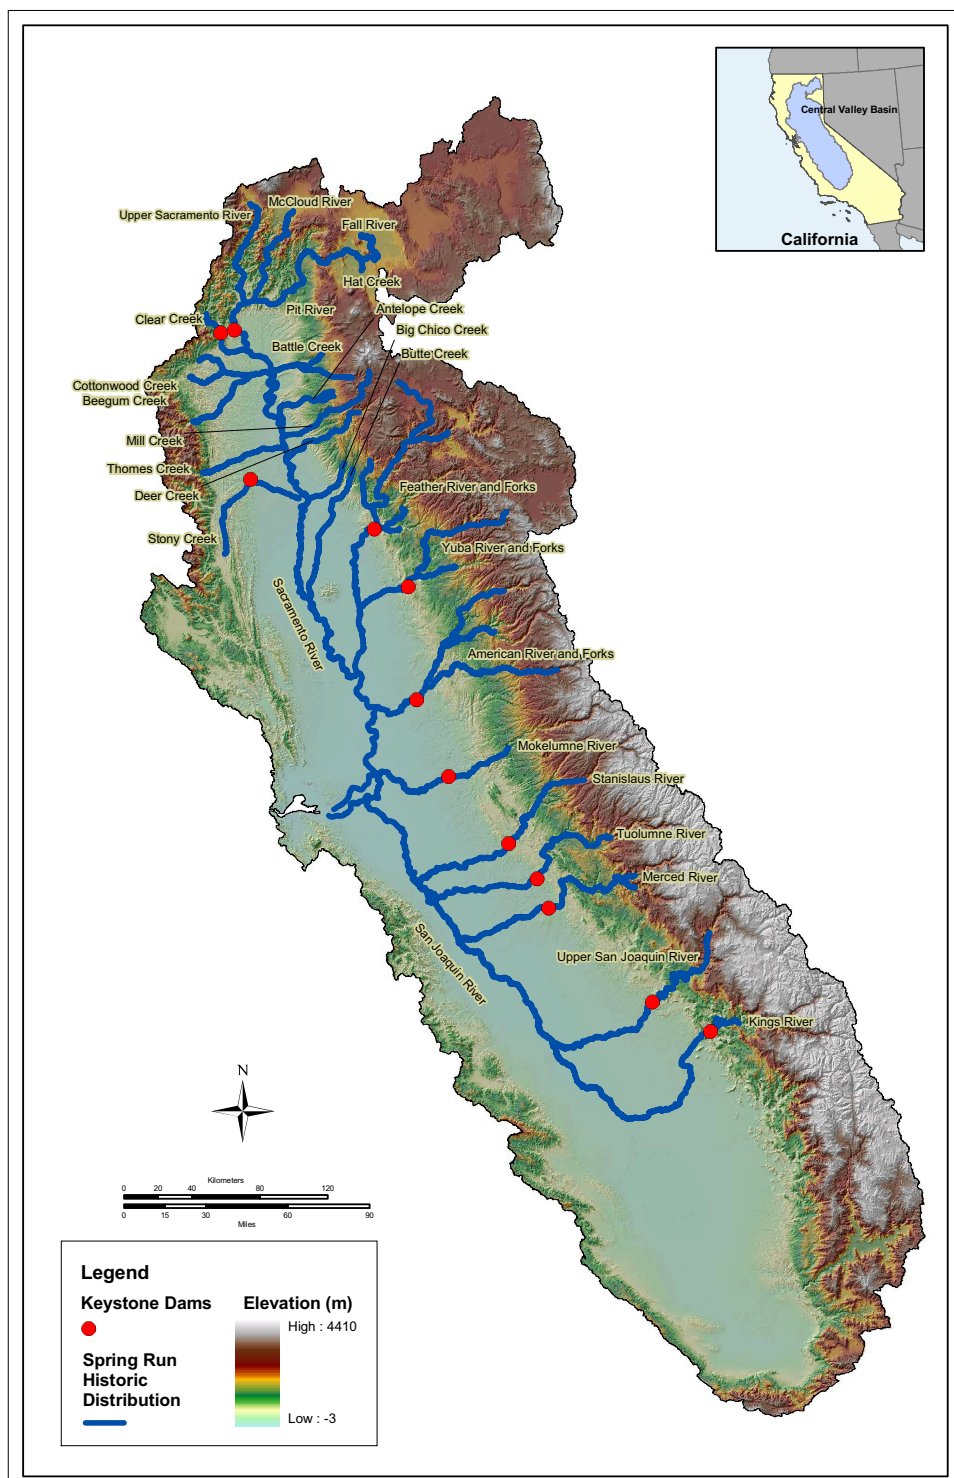 Central Valley Basin
California
McCloud River
Upper Sacramento River
Fall River
Hat Creek
Pit River
Antelope Creek
Clear Creek
Big Chico Creek
Battle Creek
Butte Creek
Cottonwood Creek
Beegum Creek
Mill Creek
Thomes Creek
Deer Creek
Feather River and Forks
Stony Creek
Yuba River and Forks
Sacramento River
American River and Forks
Mokelumne River
Stanislaus River
Tuolumne River
Merced River
San Joaquin River
Upper San Joaquin River
Kings River
N
Kilometers
0 20 40 80 120
0 15 30 60 90
Miles
Legend
Keystone Dams
Elevation (m)
High : 4410
Spring Run
Historic
Distribution
Low : -3